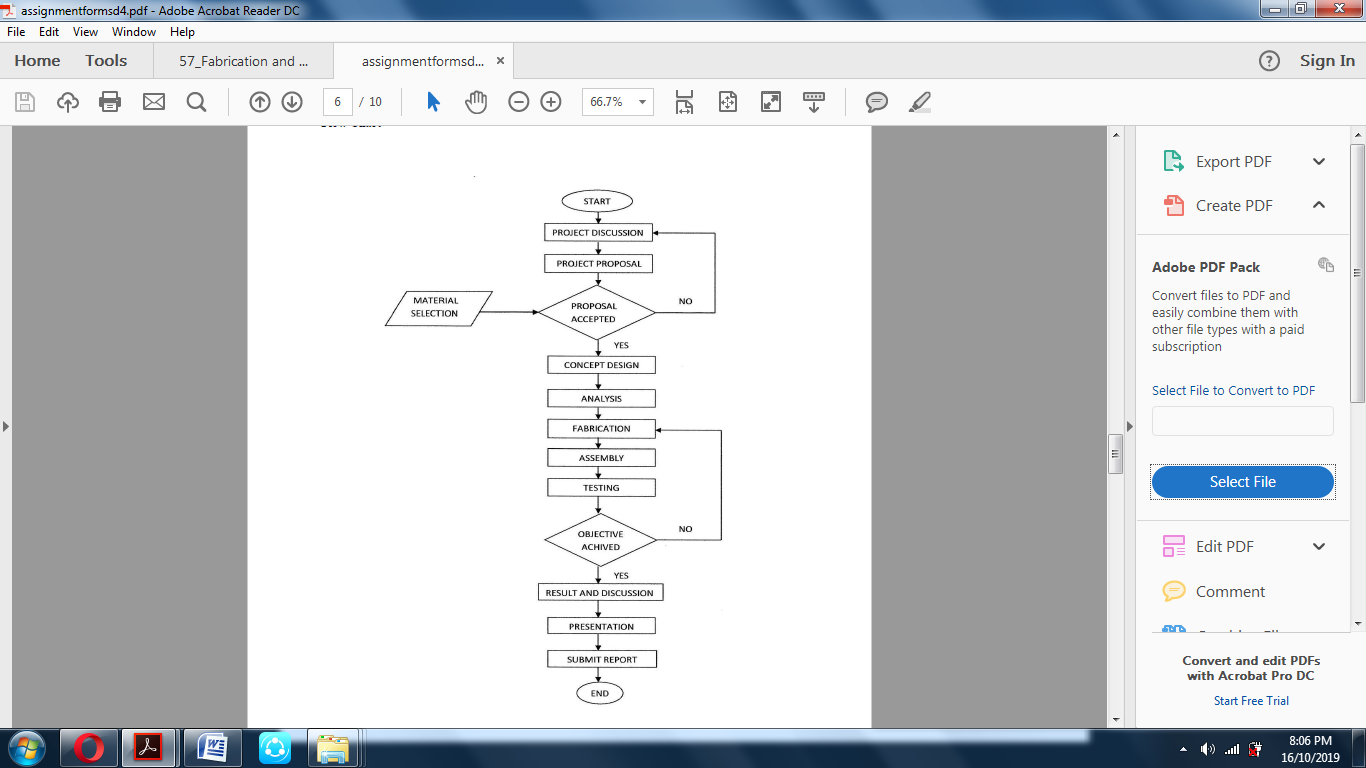 assignmentformsd4.pdf - Adobe Acrobat Reader DC
File Edit View Window Help
Home Tools 57_Fabrication and ... assignmentformsd... × Sign In
6 / 10 66.7%
START
PROJECT DISCUSSION
PROJECT PROPOSAL
MATERIAL
SELECTION
PROPOSAL
ACCEPTED
NO
YES
CONCEPT DESIGN
ANALYSIS
FABRICATION
ASSEMBLY
TESTING
OBJECTIVE
ACHIVED
NO
YES
RESULT AND DISCUSSION
PRESENTATION
SUBMIT REPORT
END
Export PDF
Create PDF
Adobe PDF Pack
Convert files to PDF and
easily combine them with
other file types with a paid
subscription
Select File to Convert to PDF
Select File
Edit PDF
Comment
Convert and edit PDFs
with Acrobat Pro DC
Start Free Trial
8:06 PM
16/10/2019